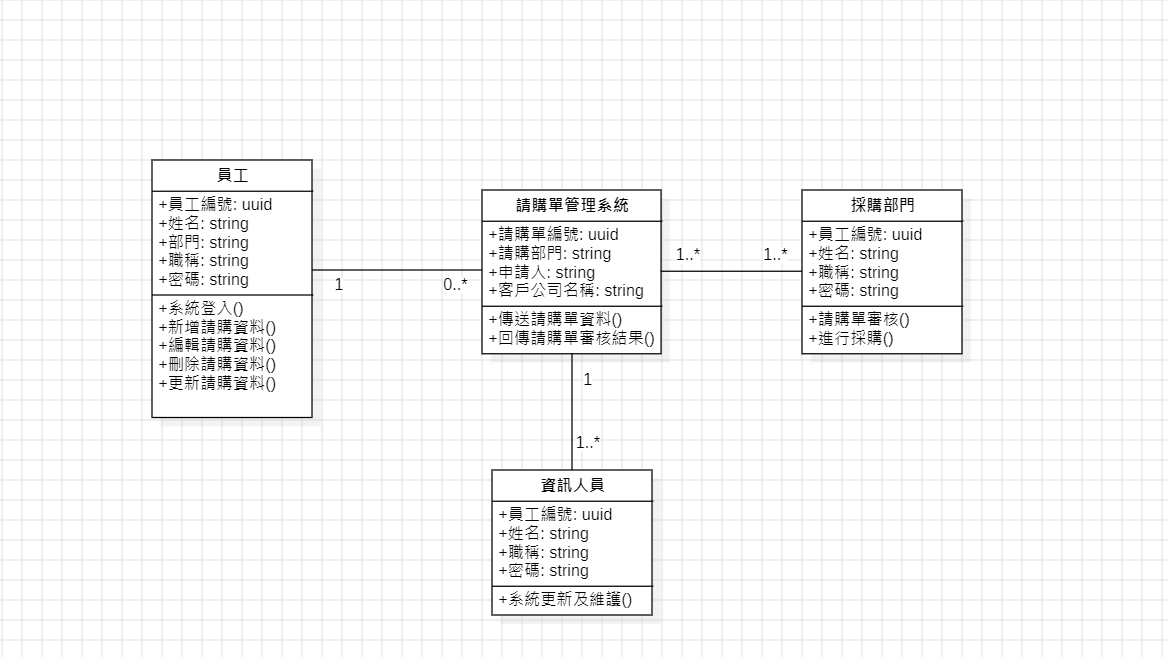 員工
+員工編號: uuid
+姓名: string
+部門: string
+職稱: string
+密碼: string
+系統登入()
+新增請購資料()
+編輯請購資料()
+刪除請購資料()
+更新請購資料()
1
0..*
請購單管理系統
+請購單編號: uuid
+請購部門: string
+申請人: string
+客戶公司名稱: string
+傳送請購單資料()
+回傳請購單審核結果()
1..*
1..*
採購部門
+員工編號: uuid
+姓名: string
+職稱: string
+密碼: string
+請購單審核()
+進行採購()
1
1..*
資訊人員
+員工編號: uuid
+姓名: string
+職稱: string
+密碼: string
+系統更新及維護()